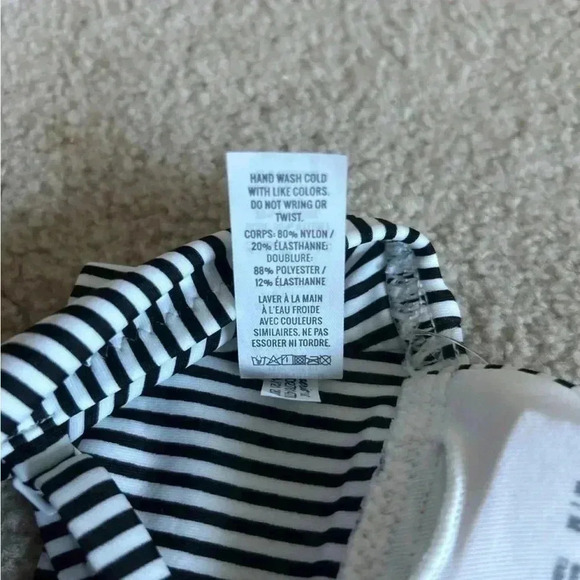 HAND WASH COLD
WITH LIKE COLORS.
DO NOT WRING OR
TWIST.
CORPS: 80% NYLON /
20% ÉLASTHANNE:
DOUBLURE:
88% POLYESTER /
12% ÉLASTHANNE
LAVER À LA MAIN
À L'EAU FROIDE
AVEC COULEURS
SIMILAIRES. NE PAS
ESSORER NI TORDRE.